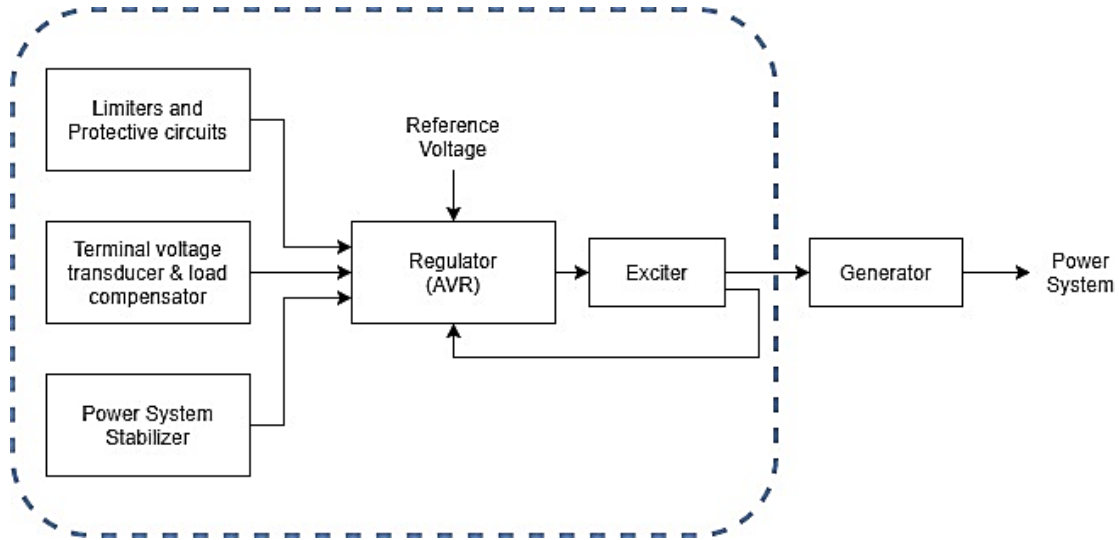 Limiters and
Protective circuits
Reference
Voltage
Terminal voltage
transducer & load
compensator
Regulator
(AVR)
Exciter
Generator
Power
System
Power System
Stabilizer